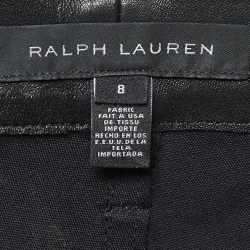 RALPH LAUREN
8
FABRIC
FAIT A USA
DE TISSU
IMPORTE
HECHO EN LOS
E.E.U.U. DE LA
TELA
IMPORTADA